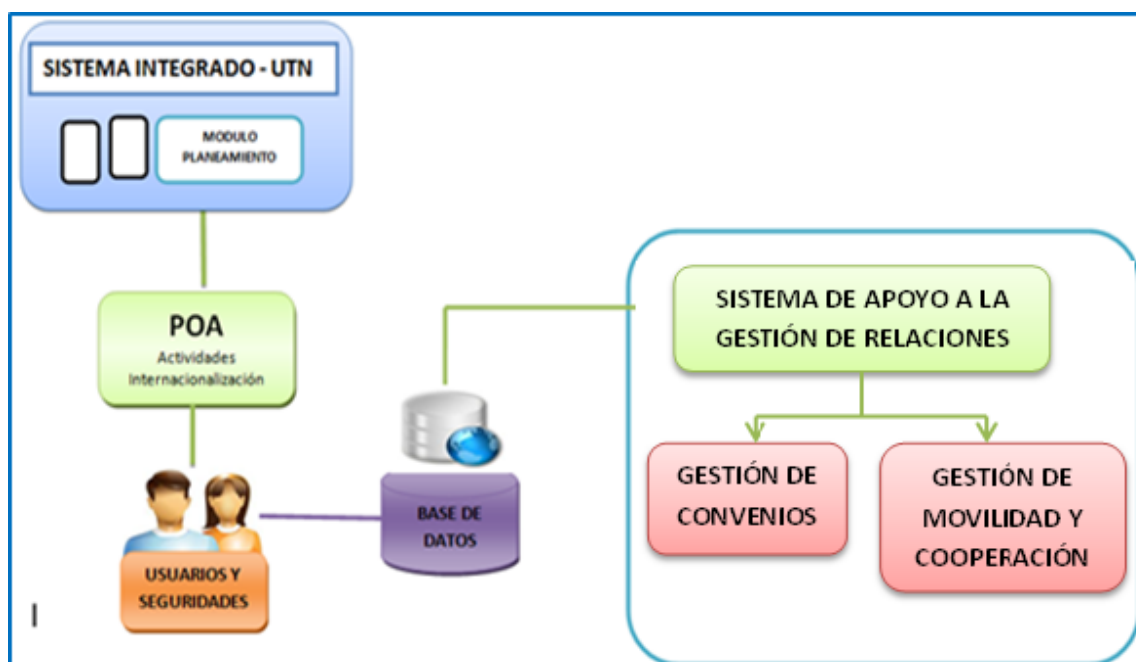 SISTEMA INTEGRADO - UTN
MODULO
PLANEAMIENTO
POA
Actividades
Internacionalización
USUARIOS Y
SEGURIDADES
BASE DE
DATOS
SISTEMA DE APOYO A LA
GESTIÓN DE RELACIONES
GESTIÓN DE
CONVENIOS
GESTIÓN DE
MOVILIDAD Y
COOPERACIÓN